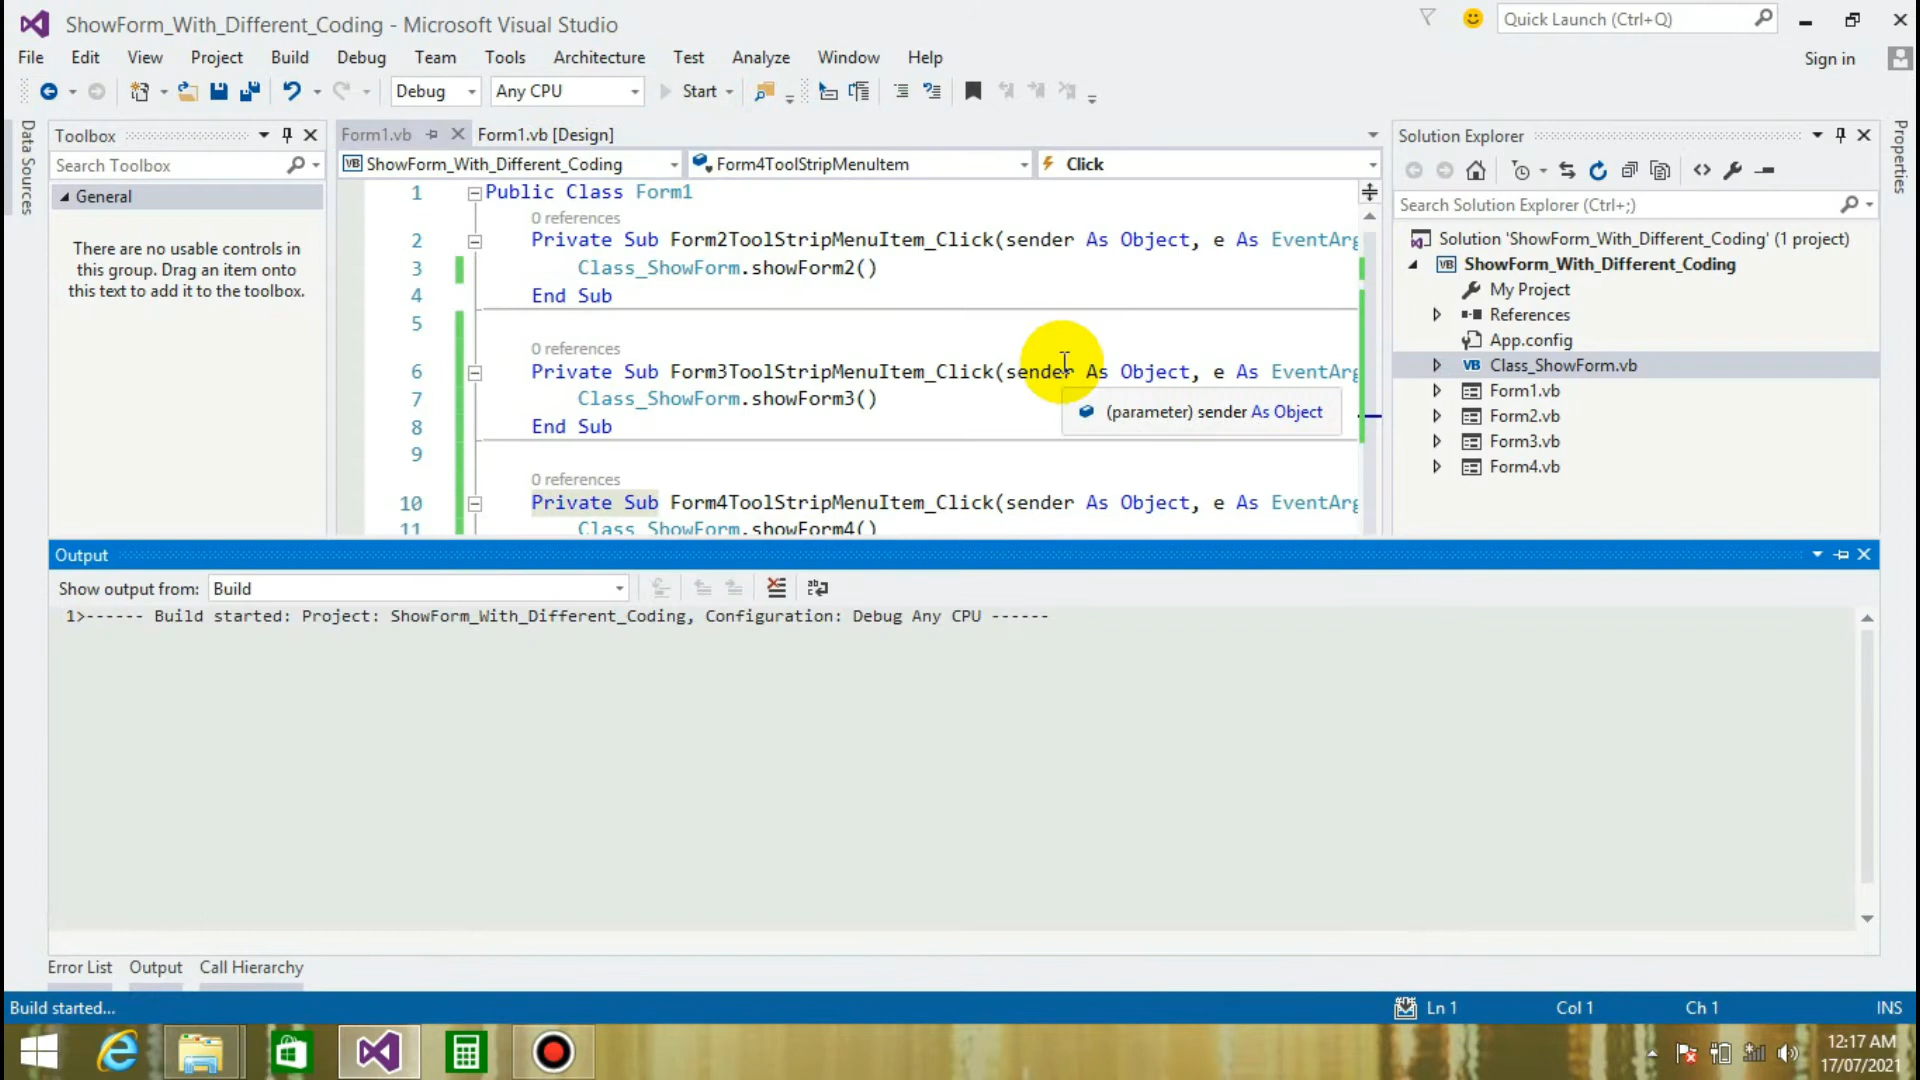 ShowForm_With_Different_Coding - Microsoft Visual Studio
Quick Launch (Ctrl+Q)
File Edit View Project Build Debug Team Tools Architecture Test Analyze Window Help
Sign in
Debug Any CPU Start
Data Sources
Toolbox
Search Toolbox
General
There are no usable controls in
this group. Drag an item onto
this text to add it to the toolbox.
Form1.vb Form1.vb [Design]
VB ShowForm_With_Different_Coding Form4ToolStripMenuItem Click
1 Public Class Form1
0 references
2 Private Sub Form2ToolStripMenuItem_Click(sender As Object, e As EventArg
3 Class_ShowForm.showForm2()
4 End Sub
5
0 references
6 Private Sub Form3ToolStripMenuItem_Click(sender As Object, e As EventArg
7 Class_ShowForm.showForm3()
(parameter) sender As Object
8 End Sub
9
0 references
10 Private Sub Form4ToolStripMenuItem_Click(sender As Object, e As EventArg
11 Class_ShowForm.showForm4()
Solution Explorer
Search Solution Explorer (Ctrl+;)
Solution 'ShowForm_With_Different_Coding' (1 project)
VB ShowForm_With_Different_Coding
My Project
References
App.config
VB Class_ShowForm.vb
Form1.vb
Form2.vb
Form3.vb
Form4.vb
Properties
Output
Show output from: Build
1>------ Build started: Project: ShowForm_With_Different_Coding, Configuration: Debug Any CPU ------
Error List Output Call Hierarchy
Build started... Ln 1 Col 1 Ch 1 INS
12:17 AM
17/07/2021